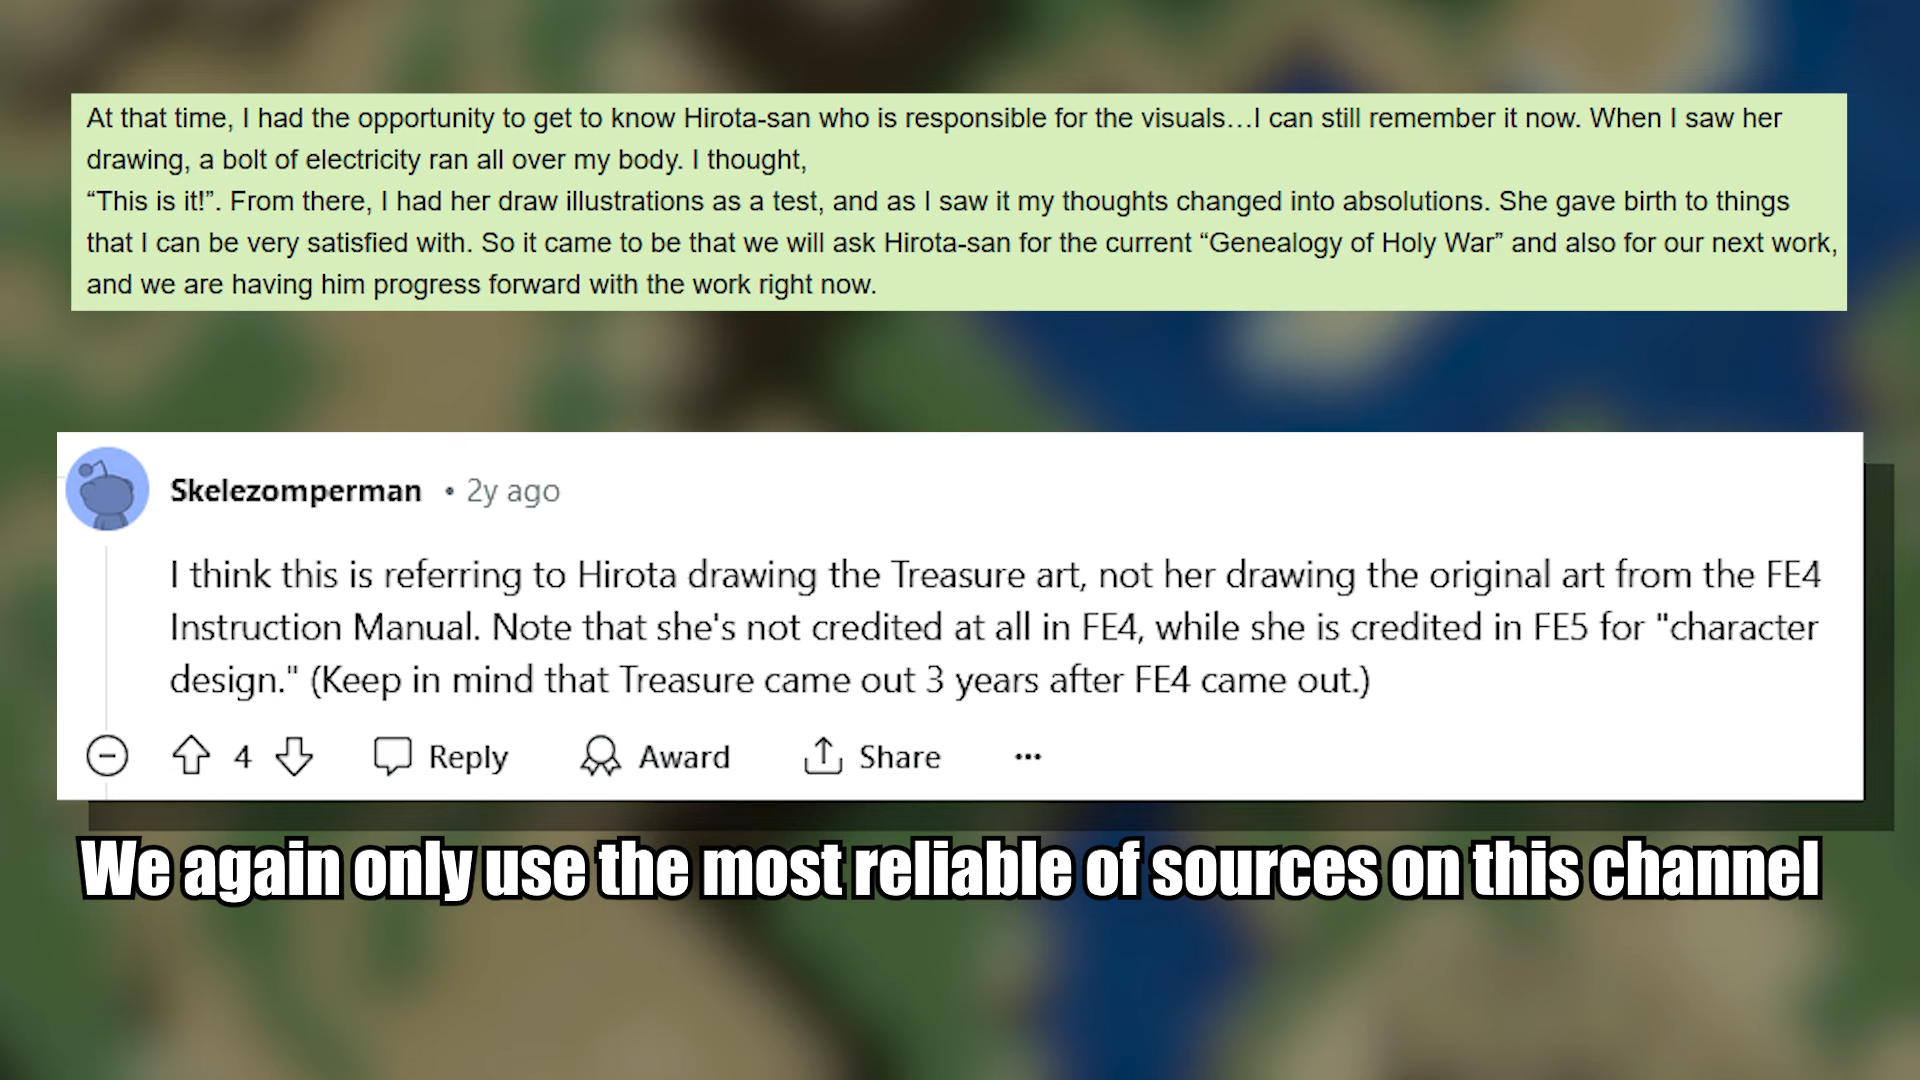 At that time, I had the opportunity to get to know Hirota-san who is responsible for the visuals…I can still remember it now. When I saw her
drawing, a bolt of electricity ran all over my body. I thought,
“This is it!”. From there, I had her draw illustrations as a test, and as I saw it my thoughts changed into absolutions. She gave birth to things
that I can be very satisfied with. So it came to be that we will ask Hirota-san for the current “Genealogy of Holy War” and also for our next work,
and we are having him progress forward with the work right now.
Skelezomperman • 2y ago
I think this is referring to Hirota drawing the Treasure art, not her drawing the original art from the FE4
Instruction Manual. Note that she's not credited at all in FE4, while she is credited in FE5 for "character
design." (Keep in mind that Treasure came out 3 years after FE4 came out.)
4 Reply Award Share ...
We again only use the most reliable of sources on this channel